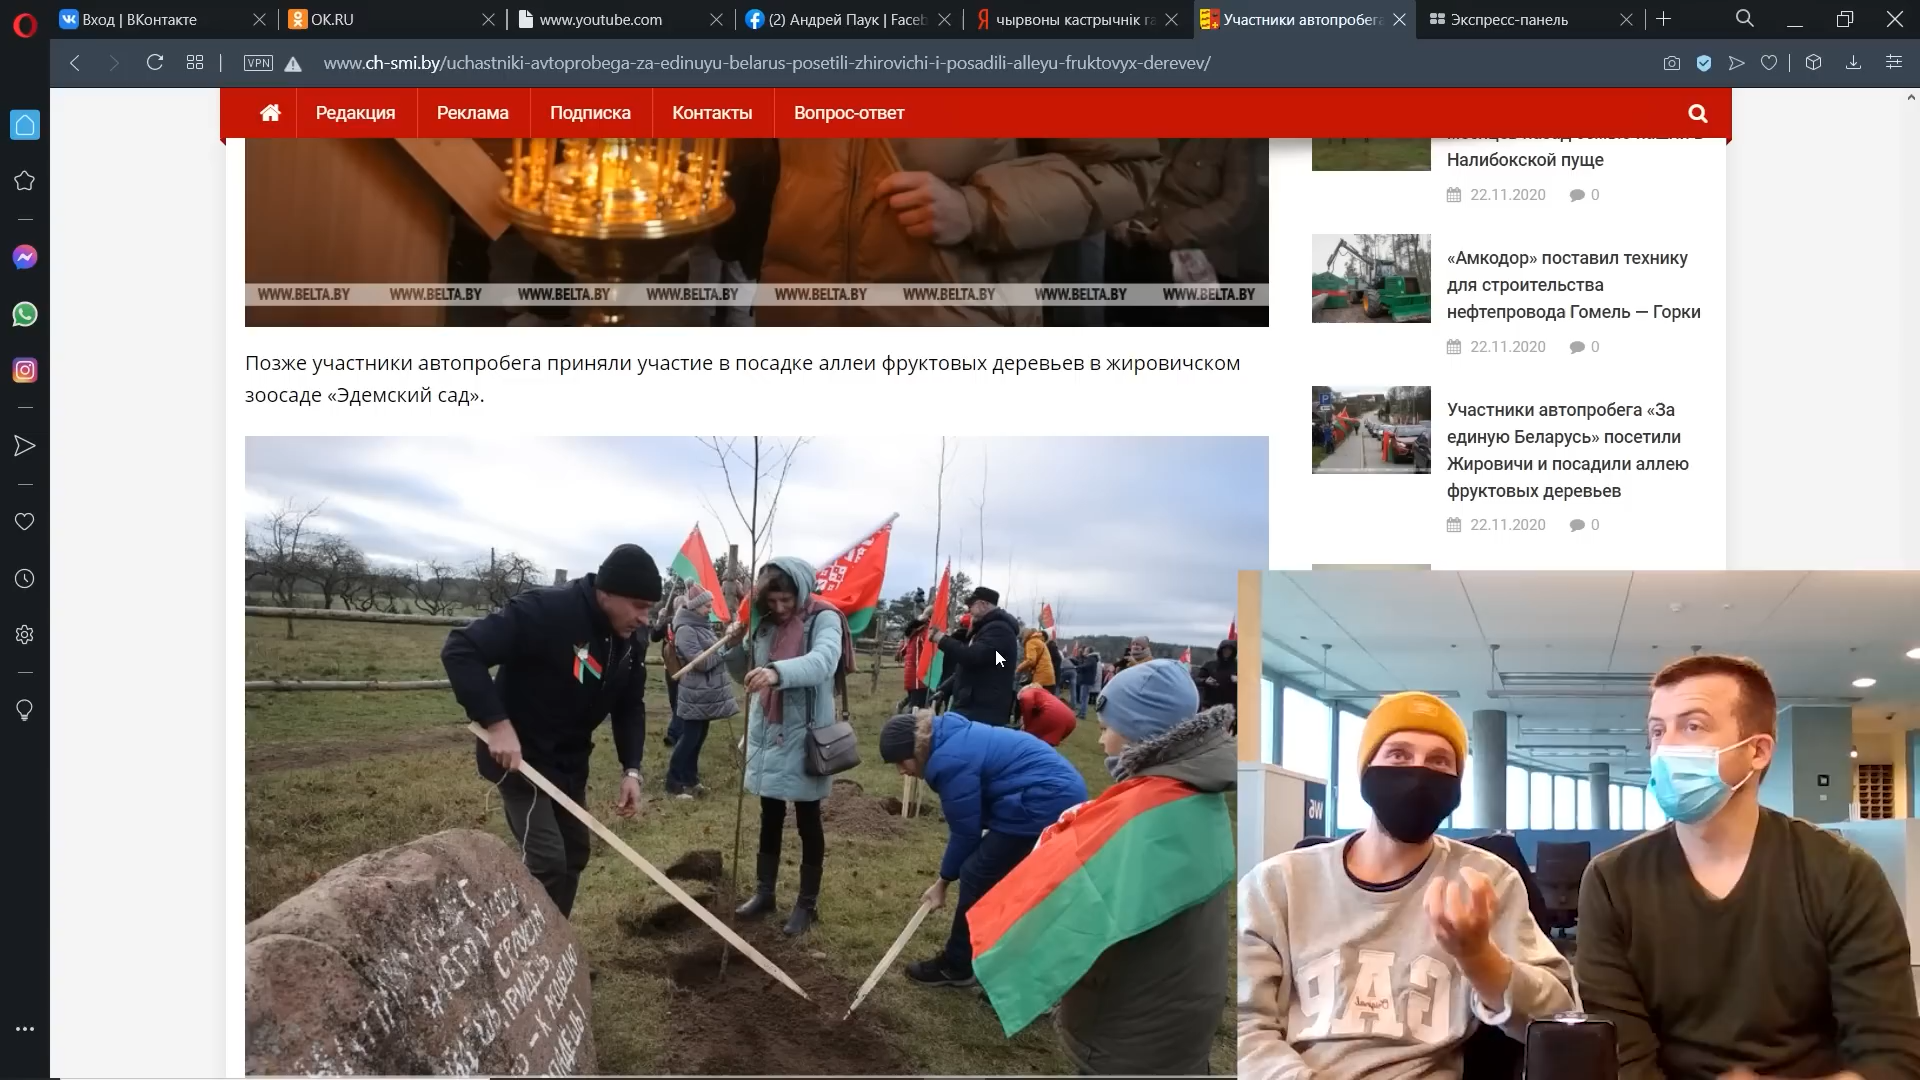 Вход | ВКонтакте
OK.RU
www.youtube.com
(2) Андрей Паук | Faceb
чырвоны кастрычнік га
Участники автопробега
Экспресс-панель
VPN
www.ch-smi.by/uchastniki-avtoprobega-za-edinuyu-belarus-posetili-zhirovichi-i-posadili-alleyu-fruktovyx-derevev/
Редакция
Реклама
Подписка
Контакты
Вопрос-ответ
WWW.BELTA.BY WWW.BELTA.BY WWW.BELTA.BY WWW.BELTA.BY WWW.BELTA.BY WWW.BELTA.BY WWW.BELTA.BY WWW.BELTA.BY
Позже участники автопробега приняли участие в посадке аллеи фруктовых деревьев в жировичском
зоосаде «Эдемский сад».
Налибокской пуще
22.11.2020 0
«Амкодор» поставил технику
для строительства
нефтепровода Гомель — Горки
22.11.2020 0
Участники автопробега «За
единую Беларусь» посетили
Жировичи и посадили аллею
фруктовых деревьев
22.11.2020 0
W6
GAP
Original